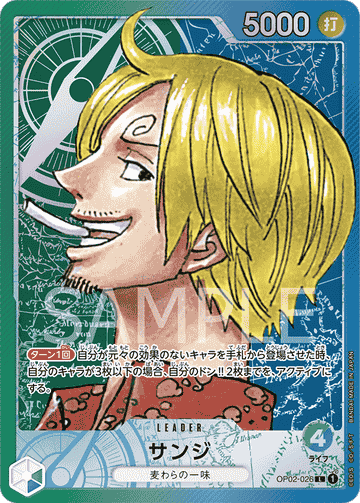 5000
打
SAMPLE
ターン1回 自分が元々の効果のないキャラを手札から登場させた時、
自分のキャラが3枚以下の場合、自分のドン!!2枚までを、アクティブに
する。
LEADER
サンジ
麦わらの一味
4
ライフ
OP02-026 L 1